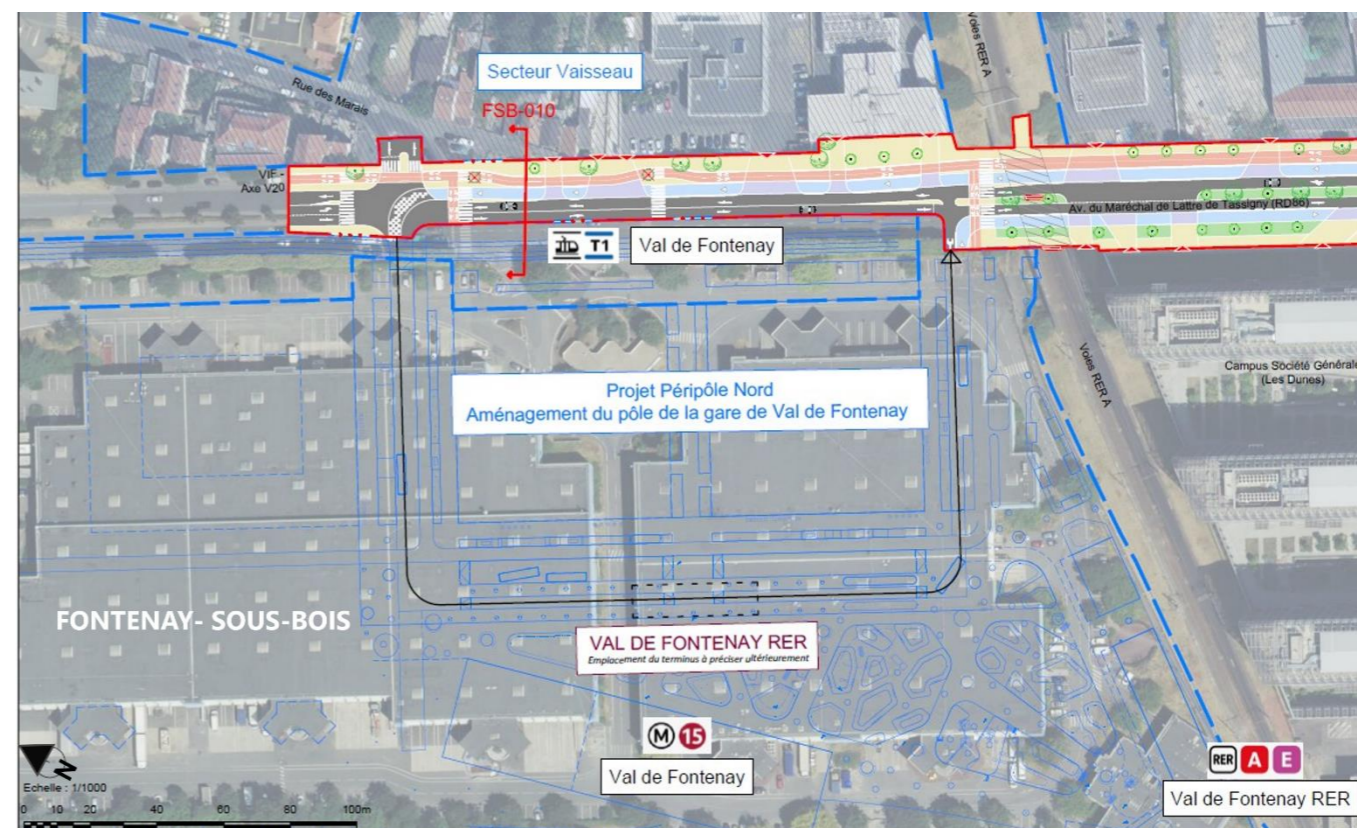 Secteur Vaisseau
FSB-010
Rue des Marais
Voies RER A
VIF -
Axe V20
Av. du Maréchal de Lattre de Tassigny (RD86)
T1
Val de Fontenay
Voies RER A
Campus Société Générale
(Les Dunes)
Projet Péripôle Nord
Aménagement du pôle de la gare de Val de Fontenay
FONTENAY- SOUS-BOIS
VAL DE FONTENAY RER
Emplacement du terminus à préciser ultérieurement
M 15
Val de Fontenay
RER A E
Val de Fontenay RER
N
Echelle : 1/1000
0 10 20 40 60 80 100m